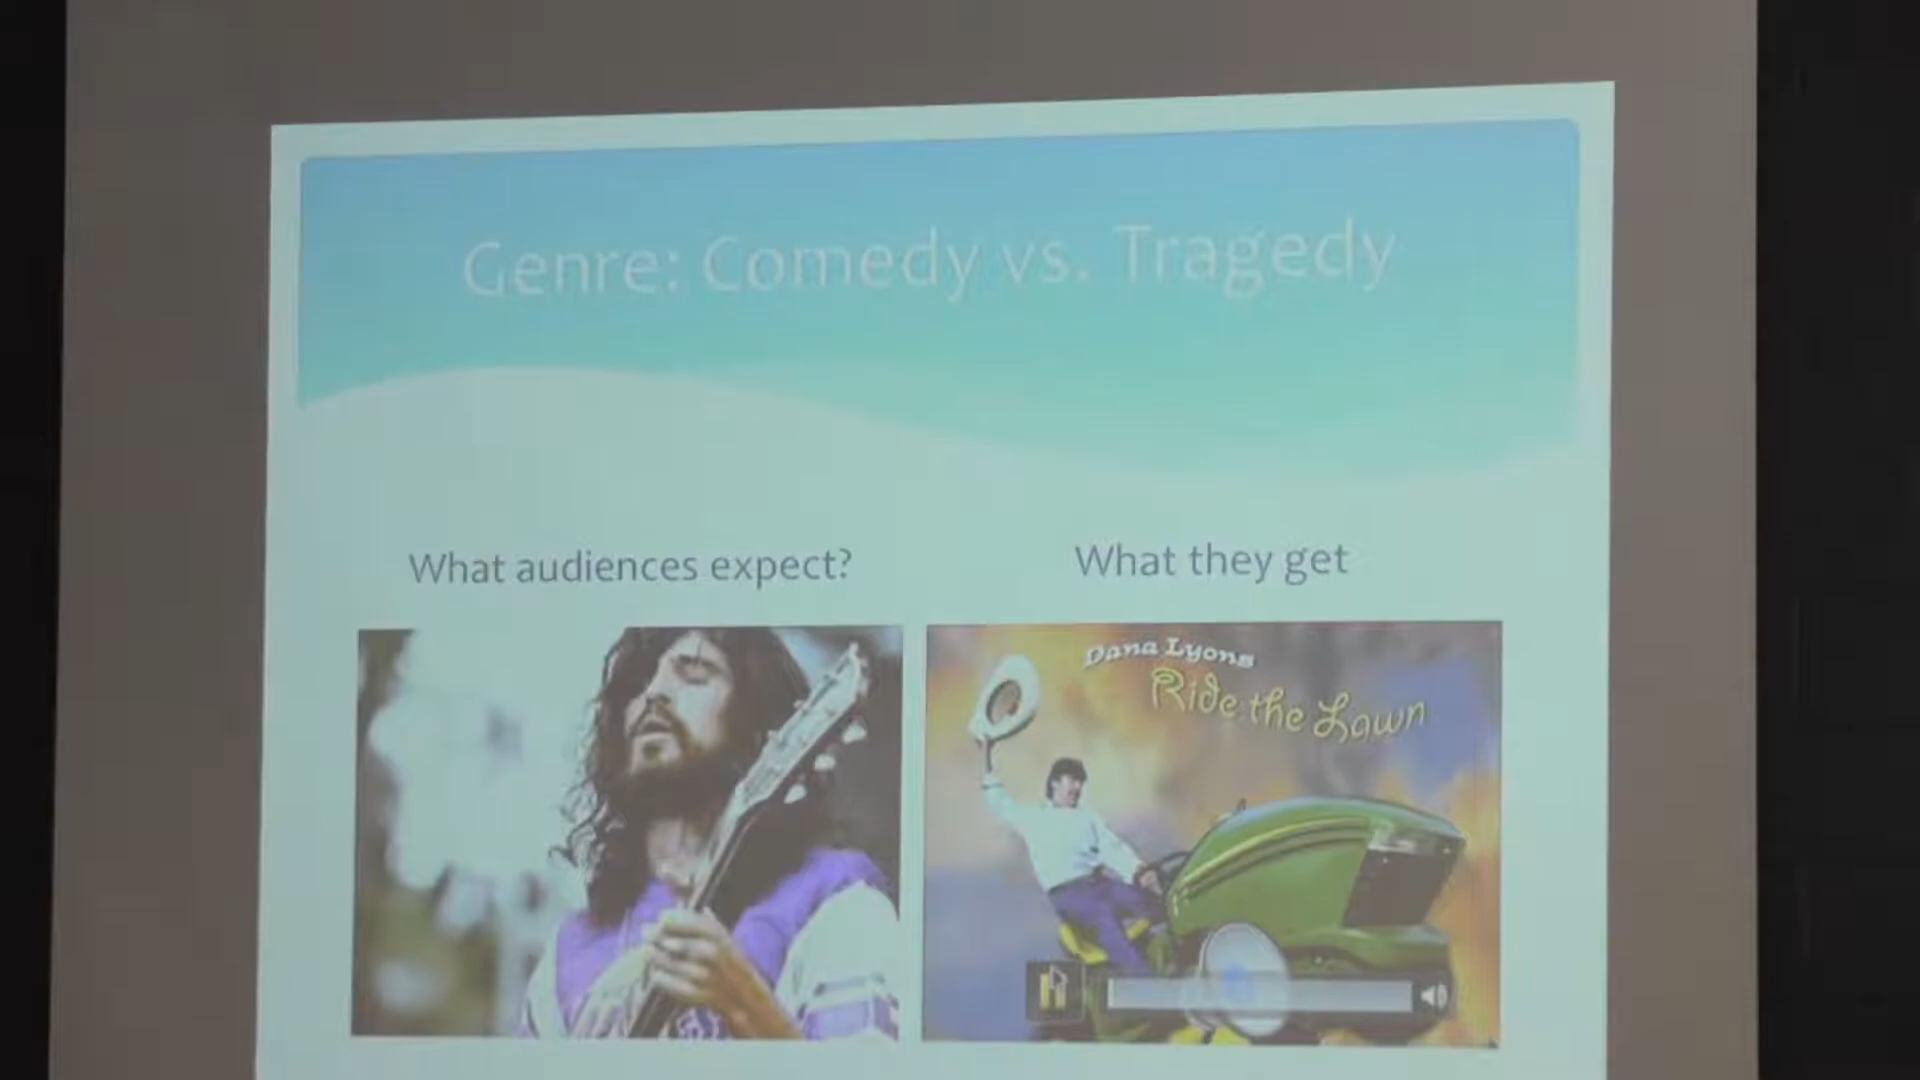 Genre: Comedy vs. Tragedy
What audiences expect?
What they get
Dana Lyons
Ride the Lawn